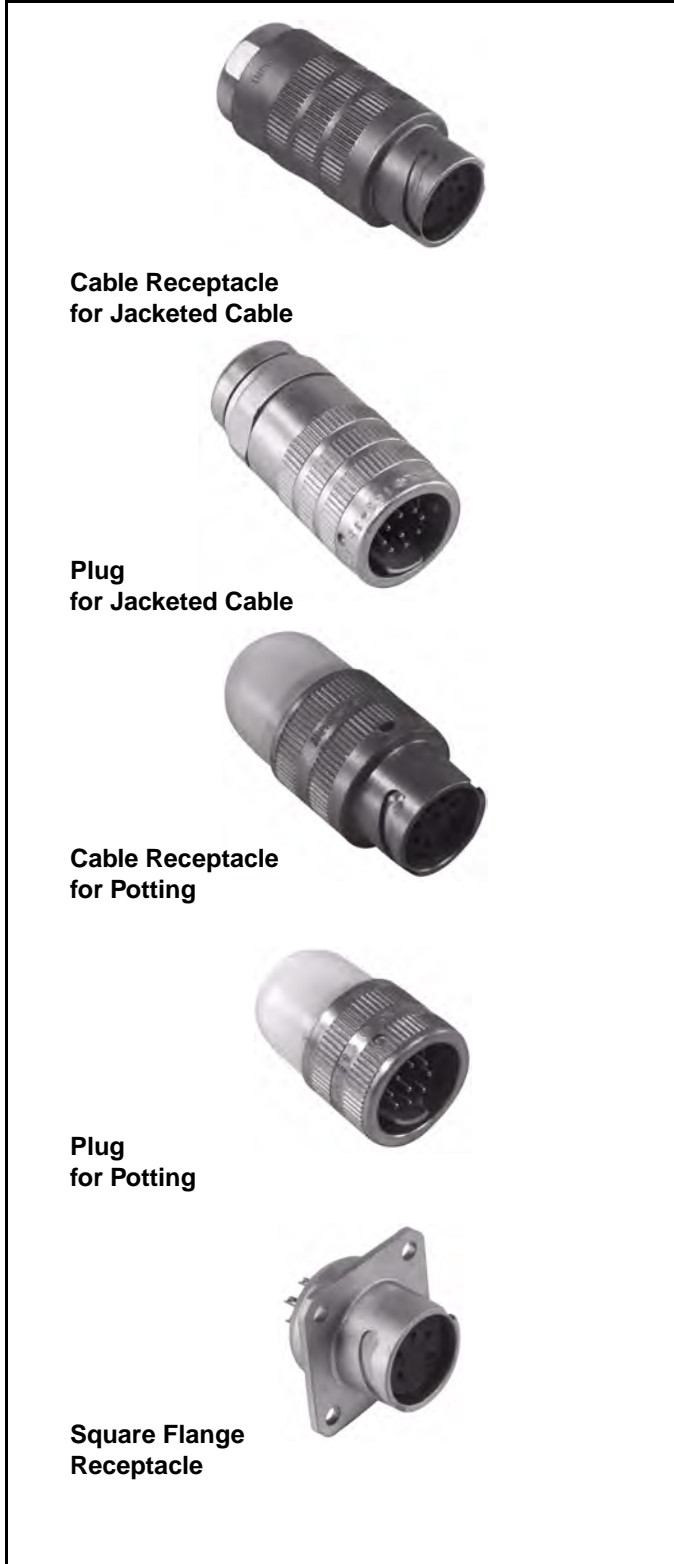 Cable Receptacle
for Jacketed Cable
Plug
for Jacketed Cable
Cable Receptacle
for Potting
Plug
for Potting
Square Flange
Receptacle